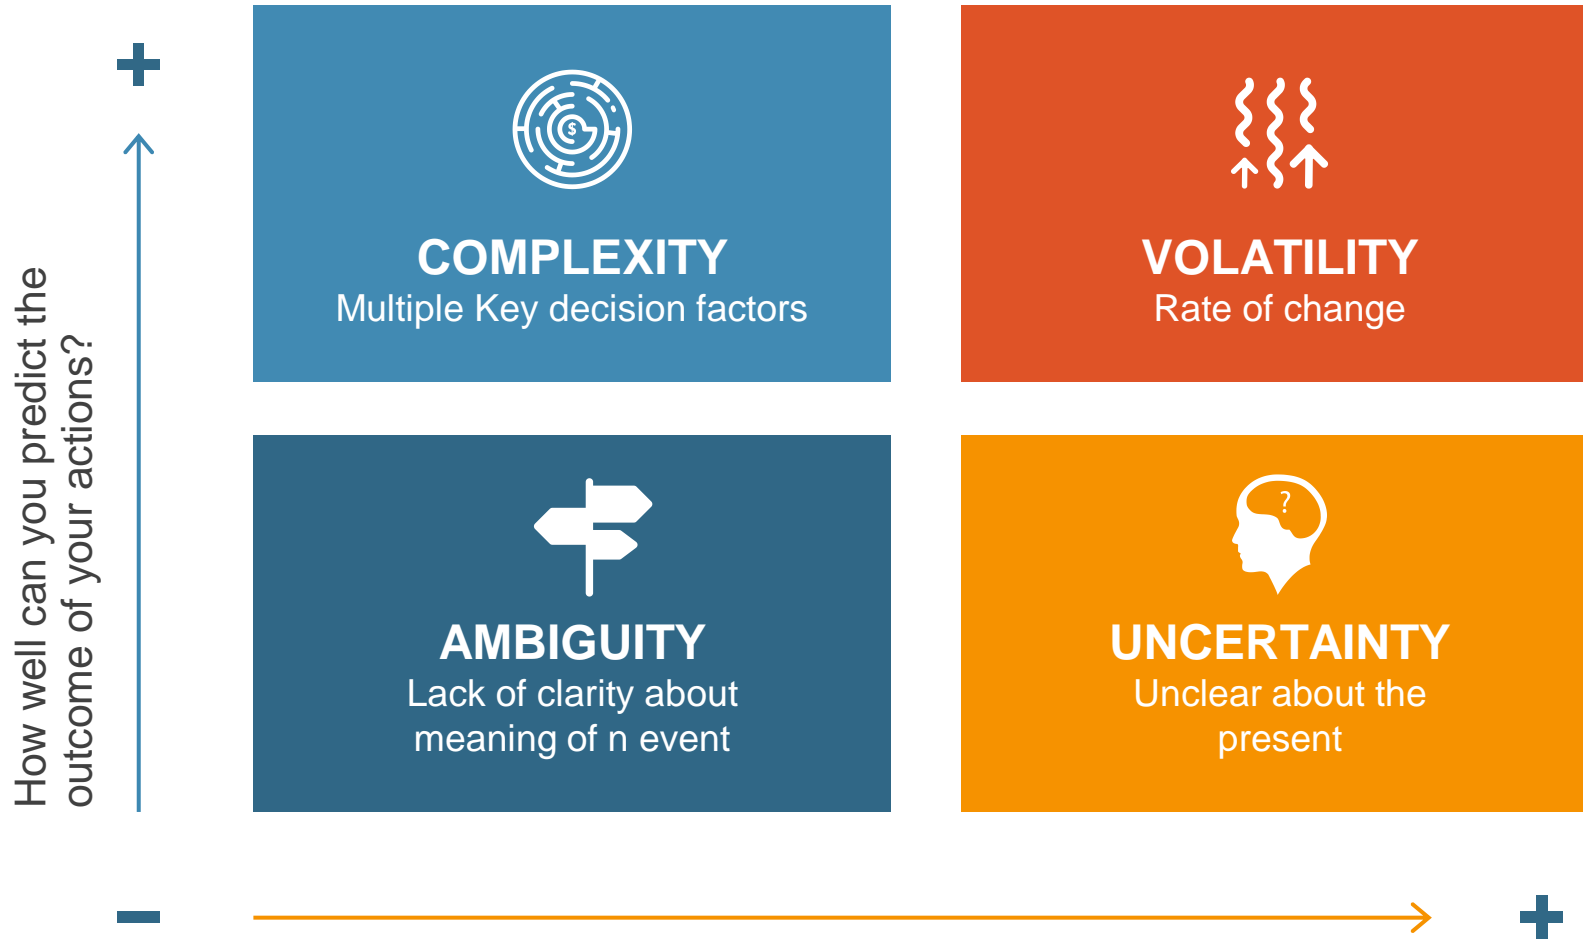 How well can you predict the
outcome of your actions?
$
COMPLEXITY
Multiple Key decision factors
VOLATILITY
Rate of change
AMBIGUITY
Lack of clarity about
meaning of n event
?
UNCERTAINTY
Unclear about the
present